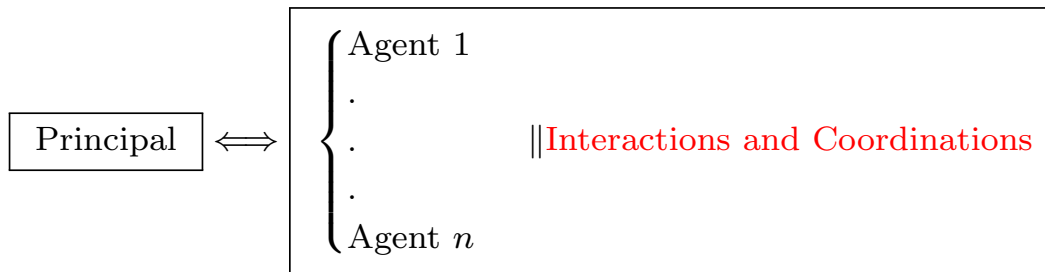 Agent 1
.
Principal ⟺ . ∥Interactions and Coordinations
.
Agent n